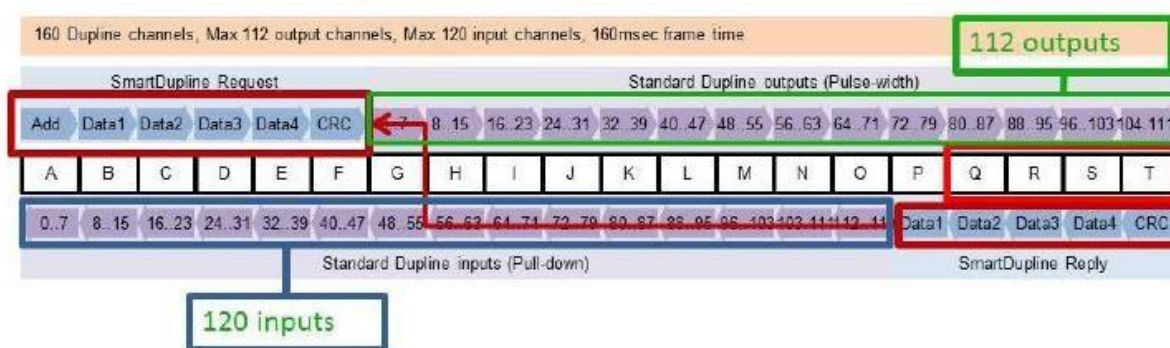 160 Dupline channels, Max 112 output channels, Max 120 input channels, 160msec frame time
112 outputs
SmartDupline Request
Standard Dupline outputs (Pulse-width)
Add Data1 Data2 Data3 Data4 CRC 8..15 16..23 24..31 32..39 40..47 48..55 56..63 64..71 72..79 80..87 88..95 96..103 104..111
A B C D E F G H I J K L M N O P Q R S T
0..7 8..15 16..23 24..31 32..39 40..47 48..55 56..63 64..71 72..79 80..87 88..95 96..103 103..111 112..11 Data1 Data2 Data3 Data4 CRC
Standard Dupline inputs (Pull-down)
SmartDupline Reply
120 inputs